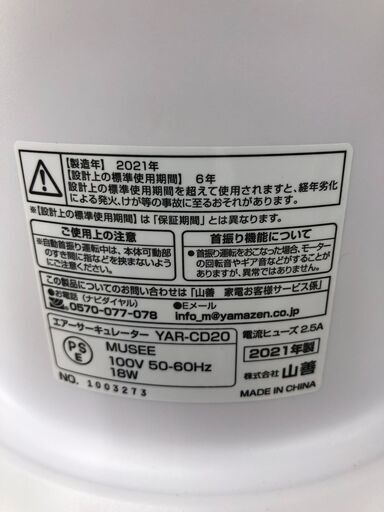 【製造年】2021年
【設計上の標準使用期間】6年
設計上の標準使用期間を超えて使用されますと、経年劣化
による発火、けが等の事故に至るおそれがあります。
※【設計上の標準使用期間】は「保証期間」とは異なります。
ご使用上の注意
※自動首振り運転中は、本体可動部
のすき間に指などを挟まないよう
にご注意ください。
首振り機能について
●首振り運転をおこなった場合、モーター
の回転音やギア音などがすることが
ありますが、異常ではありません。
この製品についてのお問い合わせは「山善 家電お客様サービス係」
●お電話（ナビダイヤル）
0570-077-078
●Eメール
info_m@yamazen.co.jp
PSE
エアーサーキュレーター YAR-CD20
MUSEE
100V 50-60Hz
18W
電流ヒューズ 2.5A
2021年製
株式会社 山善
MADE IN CHINA
NO. 1003273